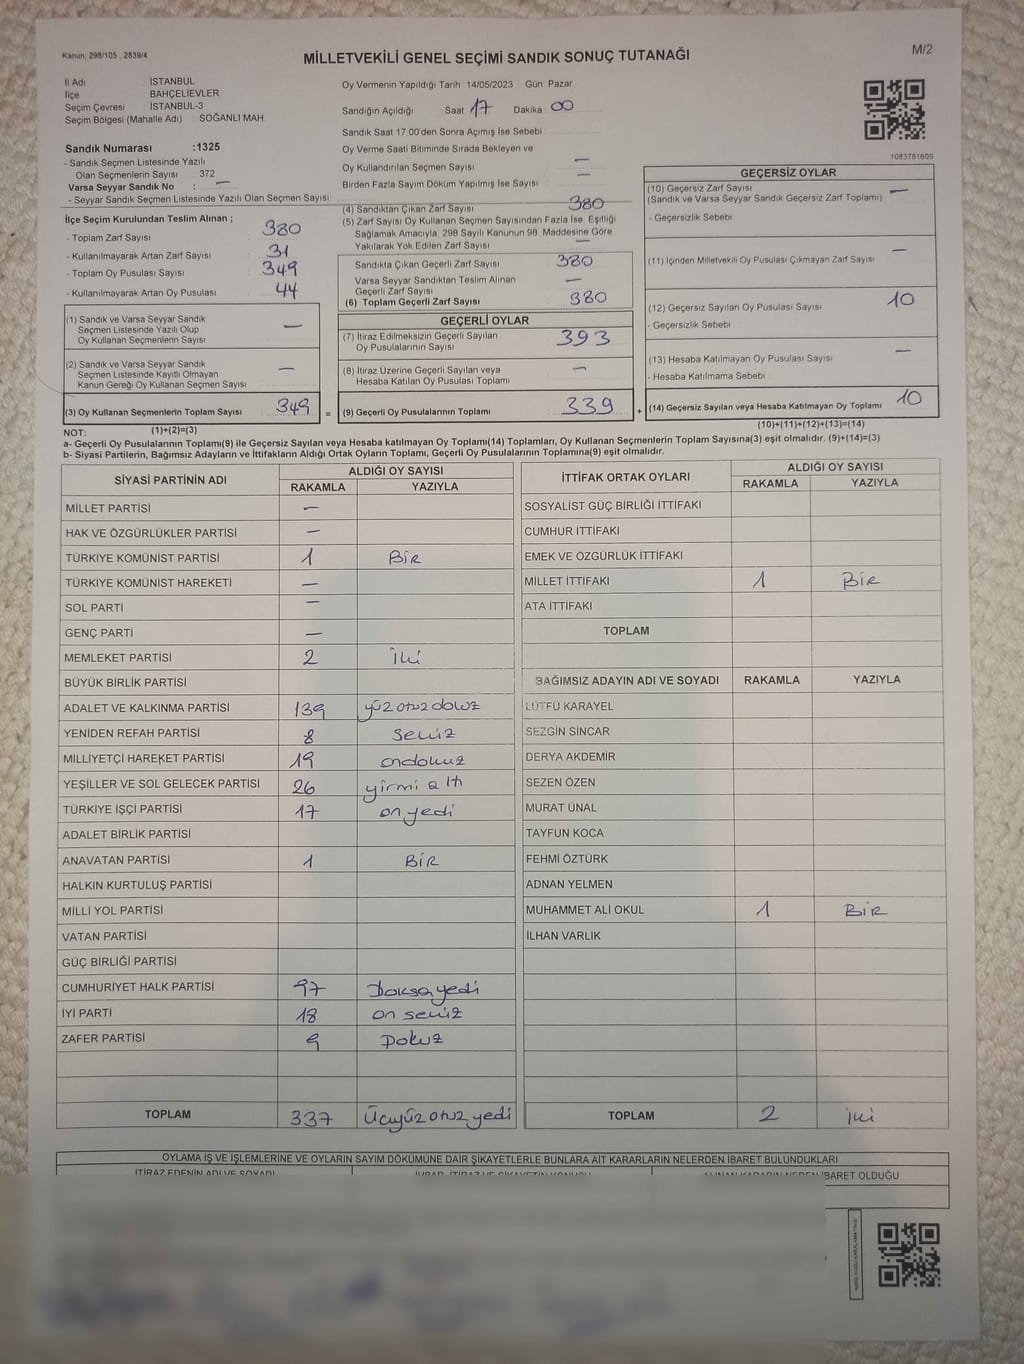 Kanun; 298/105 , 2839/4
MİLLETVEKİLİ GENEL SEÇİMİ SANDIK SONUÇ TUTANAĞI
M/2
İl Adı : İSTANBUL
İlçe : BAHÇELİEVLER
Seçim Çevresi : İSTANBUL-3
Seçim Bölgesi (Mahalle Adı) : SOĞANLI MAH.
Oy Vermenin Yapıldığı Tarih: 14/05/2023 Gün: Pazar
Sandığın Açıldığı Saat 17 Dakika 00
Sandık Saat 17:00'den Sonra Açımış İse Sebebi:
Oy Verme Saati Bitiminde Sırada Bekleyen ve
Oy Kullandırılan Seçmen Sayısı —
Birden Fazla Sayım Döküm Yapılmış İse Sayısı —
1083781609
Sandık Numarası :1325
- Sandık Seçmen Listesinde Yazılı
Olan Seçmenlerin Sayısı 372
Varsa Seyyar Sandık No : —
- Seyyar Sandık Seçmen Listesinde Yazılı Olan Seçmen Sayısı
İlçe Seçim Kurulundan Teslim Alınan ;
- Toplam Zarf Sayısı 380
- Kullanılmayarak Artan Zarf Sayısı 31
- Toplam Oy Pusulası Sayısı 349
- Kullanılmayarak Artan Oy Pusulası 44
(1) Sandık ve Varsa Seyyar Sandık
Seçmen Listesinde Yazılı Olup —
Oy Kullanan Seçmenlerin Sayısı
(2) Sandık ve Varsa Seyyar Sandık
Seçmen Listesinde Kayıtlı Olmayan —
Kanun Gereği Oy Kullanan Seçmen Sayısı
(3) Oy Kullanan Seçmenlerin Toplam Sayısı 349 =
(1)+(2)=(3)
(4) Sandıktan Çıkan Zarf Sayısı 380
(5) Zarf Sayısı Oy Kullanan Seçmen Sayısından Fazla İse, Eşitliği
Sağlamak Amacıyla, 298 Sayılı Kanunun 98. Maddesine Göre
Yakılarak Yok Edilen Zarf Sayısı —
Sandıkta Çıkan Geçerli Zarf Sayısı 380
Varsa Seyyar Sandıktan Teslim Alınan
Geçerli Zarf Sayısı —
(6) Toplam Geçerli Zarf Sayısı 380
GEÇERLİ OYLAR
(7) İtiraz Edilmeksizin Geçerli Sayılan
Oy Pusulalarının Sayısı 393
(8) İtiraz Üzerine Geçerli Sayılan veya
Hesaba Katılan Oy Pusulası Toplamı —
(9) Geçerli Oy Pusulalarının Toplamı 339 +
GEÇERSİZ OYLAR
(10) Geçersiz Zarf Sayısı —
(Sandık ve Varsa Seyyar Sandık Geçersiz Zarf Toplamı)
- Geçersizlik Sebebi
(11) İçinden Milletvekili Oy Pusulası Çıkmayan Zarf Sayısı —
(12) Geçersiz Sayılan Oy Pusulası Sayısı 10
- Geçersizlik Sebebi
(13) Hesaba Katılmayan Oy Pusulası Sayısı —
- Hesaba Katılmama Sebebi
(14) Geçersiz Sayılan veya Hesaba Katılmayan Oy Toplamı 10
(10)+(11)+(12)+(13)=(14)
NOT:
a- Geçerli Oy Pusulalarının Toplamı(9) ile Geçersiz Sayılan veya Hesaba katılmayan Oy Toplamı(14) Toplamları, Oy Kullanan Seçmenlerin Toplam Sayısına(3) eşit olmalıdır. (9)+(14)=(3)
b- Siyasi Partilerin, Bağımsız Adayların ve İttifakların Aldığı Ortak Oyların Toplamı, Geçerli Oy Pusulalarının Toplamına(9) eşit olmalıdır.
SİYASİ PARTİNİN ADI ALDIĞI OY SAYISI
RAKAMLA YAZIYLA
MİLLET PARTİSİ —
HAK VE ÖZGÜRLÜKLER PARTİSİ —
TÜRKİYE KOMÜNİST PARTİSİ 1 BİR
TÜRKİYE KOMÜNİST HAREKETİ —
SOL PARTİ —
GENÇ PARTİ —
MEMLEKET PARTİSİ 2 İki
BÜYÜK BİRLİK PARTİSİ
ADALET VE KALKINMA PARTİSİ 139 yüzotuzdokuz
YENİDEN REFAH PARTİSİ 8 sekiz
MİLLİYETÇİ HAREKET PARTİSİ 19 ondokuz
YEŞİLLER VE SOL GELECEK PARTİSİ 26 yirmi altı
TÜRKİYE İŞÇİ PARTİSİ 17 on yedi
ADALET BİRLİK PARTİSİ
ANAVATAN PARTİSİ 1 BİR
HALKIN KURTULUŞ PARTİSİ
MİLLİ YOL PARTİSİ
VATAN PARTİSİ
GÜÇ BİRLİĞİ PARTİSİ
CUMHURİYET HALK PARTİSİ 97 Doksayedi
İYİ PARTİ 18 on sekiz
ZAFER PARTİSİ 9 Dokuz
TOPLAM 337 Üçyüz otuz yedi
İTTİFAK ORTAK OYLARI ALDIĞI OY SAYISI
RAKAMLA YAZIYLA
SOSYALİST GÜÇ BİRLİĞİ İTTİFAKI
CUMHUR İTTİFAKI
EMEK VE ÖZGÜRLÜK İTTİFAKI
MİLLET İTTİFAKI 1 BİR
ATA İTTİFAKI
TOPLAM
BAĞIMSIZ ADAYIN ADI VE SOYADI RAKAMLA YAZIYLA
LÜTFÜ KARAYEL
SEZGİN SİNCAR
DERYA AKDEMİR
SEZEN ÖZEN
MURAT ÜNAL
TAYFUN KOCA
FEHMİ ÖZTÜRK
ADNAN YELMEN
MUHAMMET ALİ OKUL 1 BİR
İLHAN VARLIK
TOPLAM 2 iki
OYLAMA İŞ VE İŞLEMLERİNE VE OYLARIN SAYIM DÖKÜMÜNE DAİR ŞİKAYETLERLE BUNLARA AİT KARARLARIN NELERDEN İBARET BULUNDUKLARI
İTİRAZ EDENİN ADI VE SOYADI
İBARET OLDUĞU